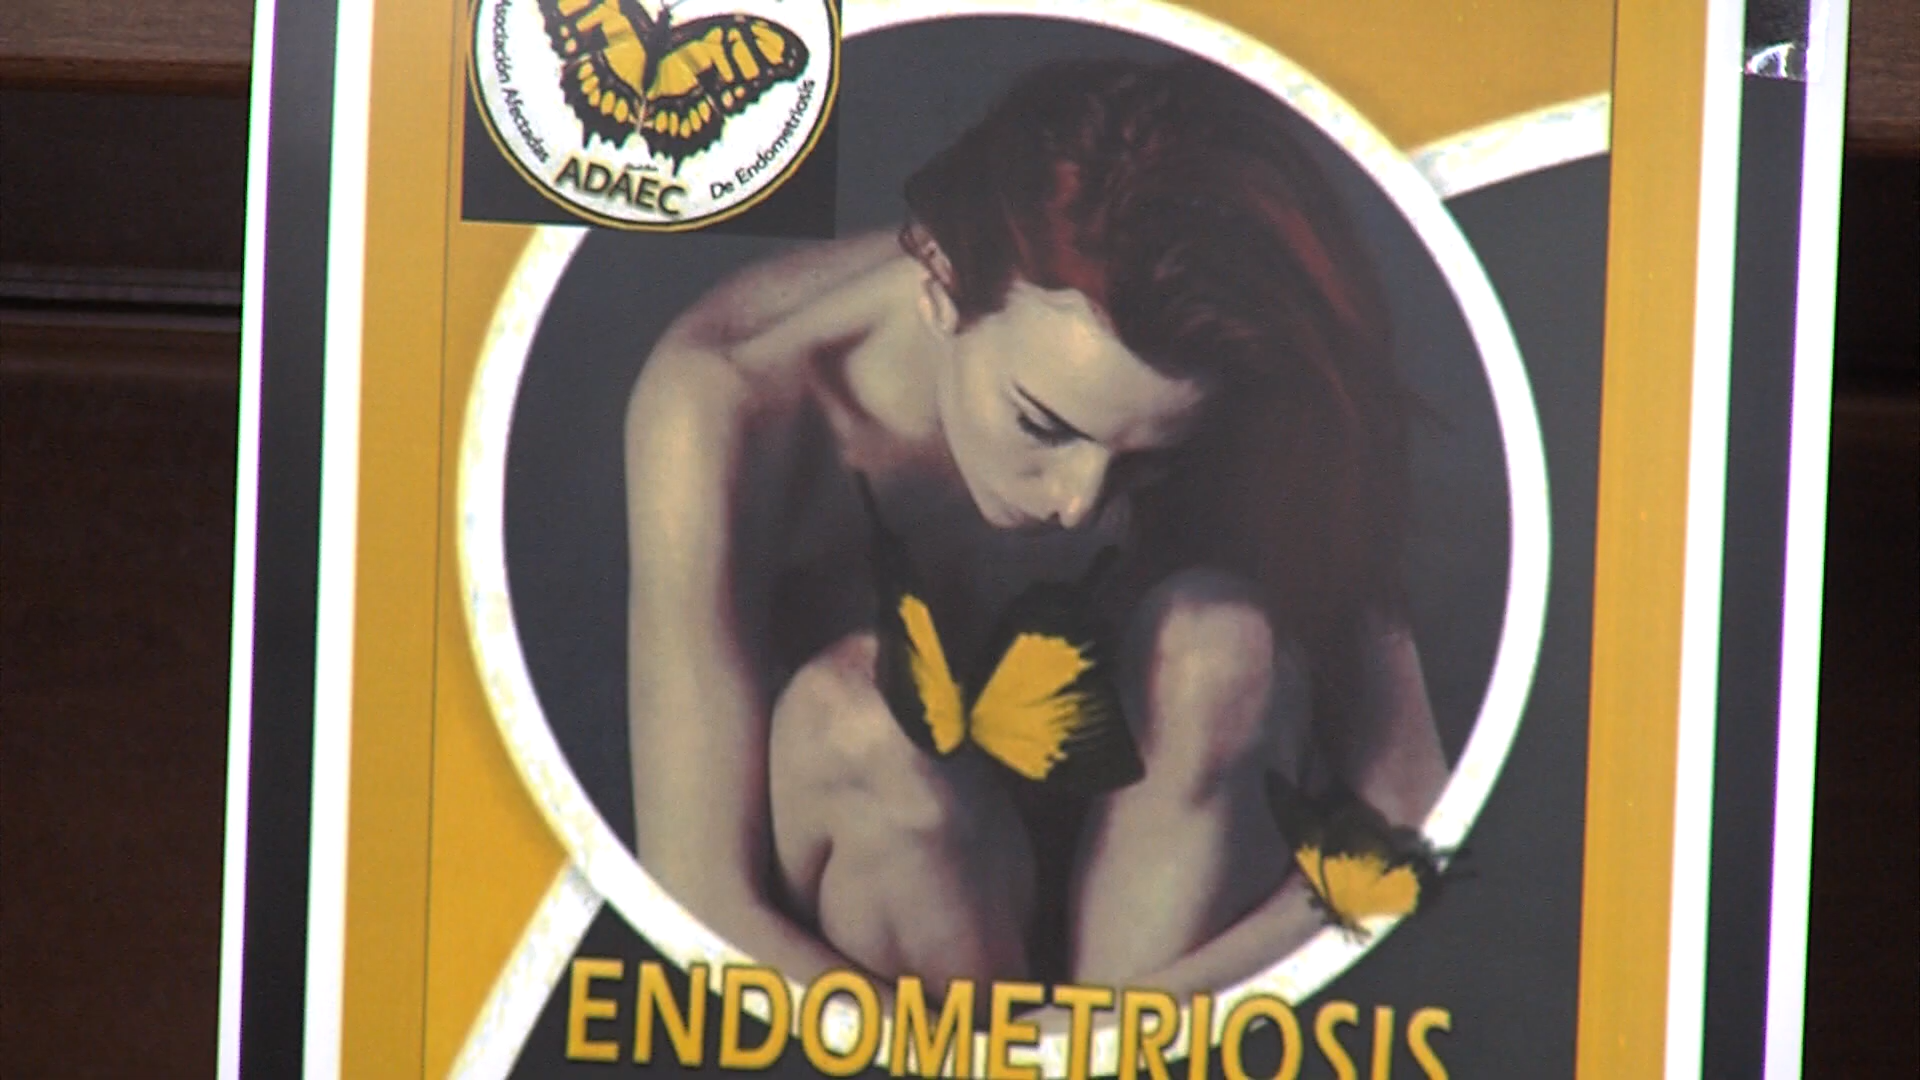 Asociación Afectadas
De Endometriosis
ADAEC
ENDOMETRIOSIS